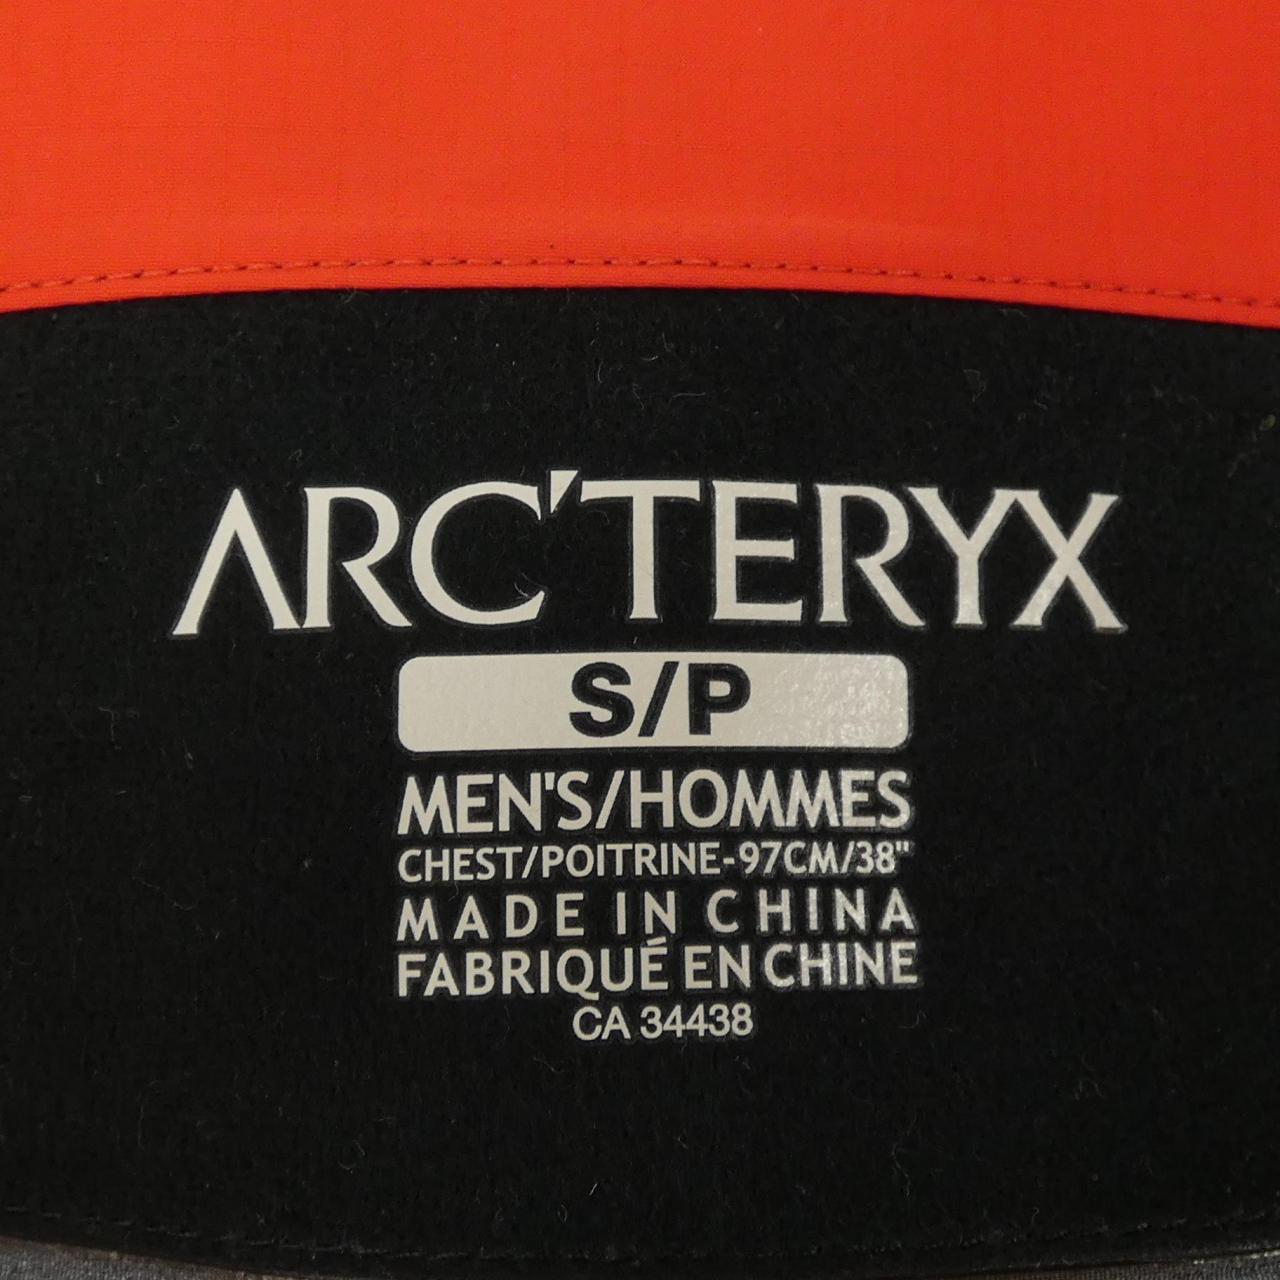 ARC'TERYX
S/P
MEN'S/HOMMES
CHEST/POITRINE-97CM/38"
MADE IN CHINA
FABRIQUÉ EN CHINE
CA 34438